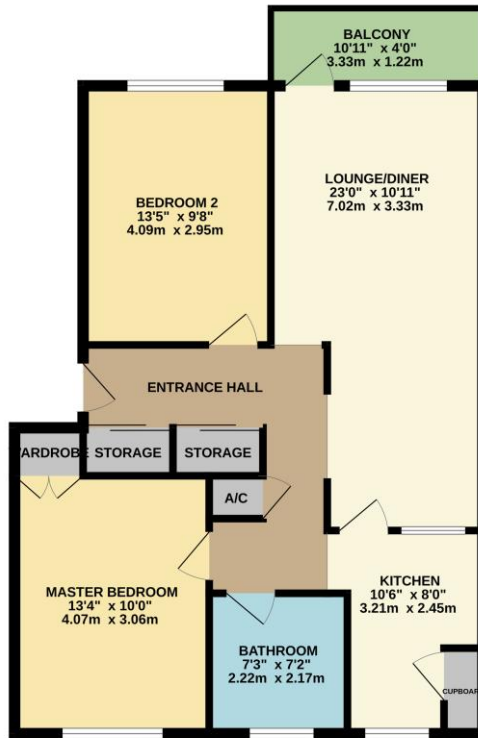 BALCONY
10'11" x 4'0"
3.33m x 1.22m
LOUNGE/DINER
23'0" x 10'11"
7.02m x 3.33m
BEDROOM 2
13'5" x 9'8"
4.09m x 2.95m
ENTRANCE HALL
ARDROBE
STORAGE
STORAGE
A/C
MASTER BEDROOM
13'4" x 10'0"
4.07m x 3.06m
KITCHEN
10'6" x 8'0"
3.21m x 2.45m
BATHROOM
7'3" x 7'2"
2.22m x 2.17m
CUPBOAR